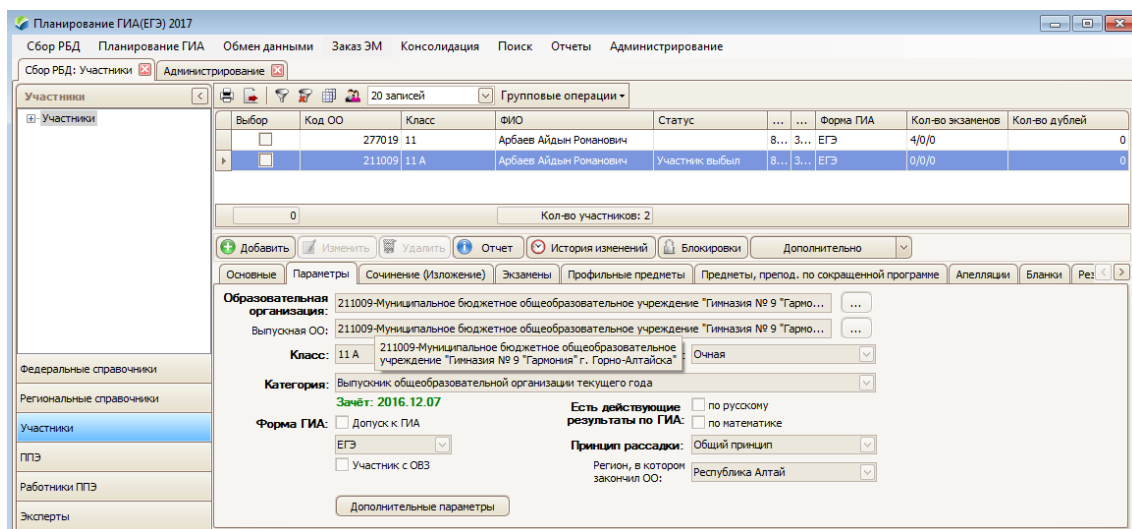 Планирование ГИА(ЕГЭ) 2017
Сбор РБД Планирование ГИА Обмен данными Заказ ЭМ Консолидация Поиск Отчеты Администрирование
Сбор РБД: Участники Администрирование
Участники
20 записей Групповые операции
Участники
Выбор Код ОО Класс ФИО Статус ... ... Форма ГИА Кол-во экзаменов Кол-во дублей
277019 11 Арбаев Айдын Романович 8... 3... ЕГЭ 4/0/0 0
211009 11 А Арбаев Айдын Романович Участник выбыл 8... 3... ЕГЭ 0/0/0 0
0 Кол-во участников: 2
Добавить Изменить Удалить Отчет История изменений Блокировки Дополнительно
Основные Параметры Сочинение (Изложение) Экзамены Профильные предметы Предметы, препод. по сокращенной программе Апелляции Бланки Рез
Образовательная организация: 211009-Муниципальное бюджетное общеобразовательное учреждение "Гимназия № 9 "Гармо... ...
Выпускная ОО: 211009-Муниципальное бюджетное общеобразовательное учреждение "Гимназия № 9 "Гармо... ...
Класс: 11 А : Очная
211009-Муниципальное бюджетное общеобразовательное
учреждение "Гимназия № 9 "Гармония" г. Горно-Алтайска"
Категория: Выпускник общеобразовательной организации текущего года
Зачёт: 2016.12.07
Форма ГИА: Допуск к ГИА
ЕГЭ
Участник с ОВЗ
Есть действующие результаты по ГИА: по русскому
по математике
Принцип рассадки: Общий принцип
Регион, в котором закончил ОО: Республика Алтай
Дополнительные параметры
Федеральные справочники
Региональные справочники
Участники
ППЭ
Работники ППЭ
Эксперты